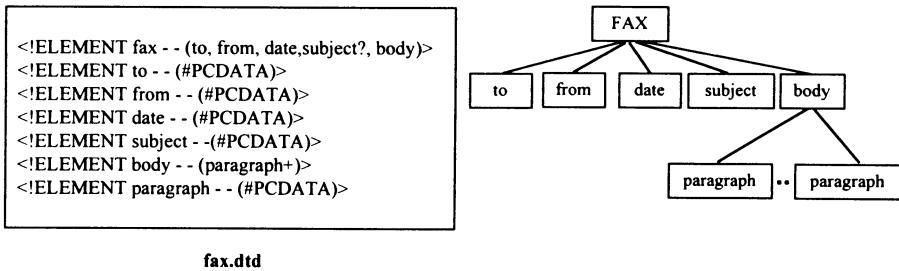 <!ELEMENT fax - - (to, from, date,subject?, body)>
<!ELEMENT to - - (#PCDATA)>
<!ELEMENT from - - (#PCDATA)>
<!ELEMENT date - - (#PCDATA)>
<!ELEMENT subject - -(#PCDATA)>
<!ELEMENT body - - (paragraph+)>
<!ELEMENT paragraph - - (#PCDATA)>
fax.dtd
FAX
to from date subject body
paragraph .. paragraph